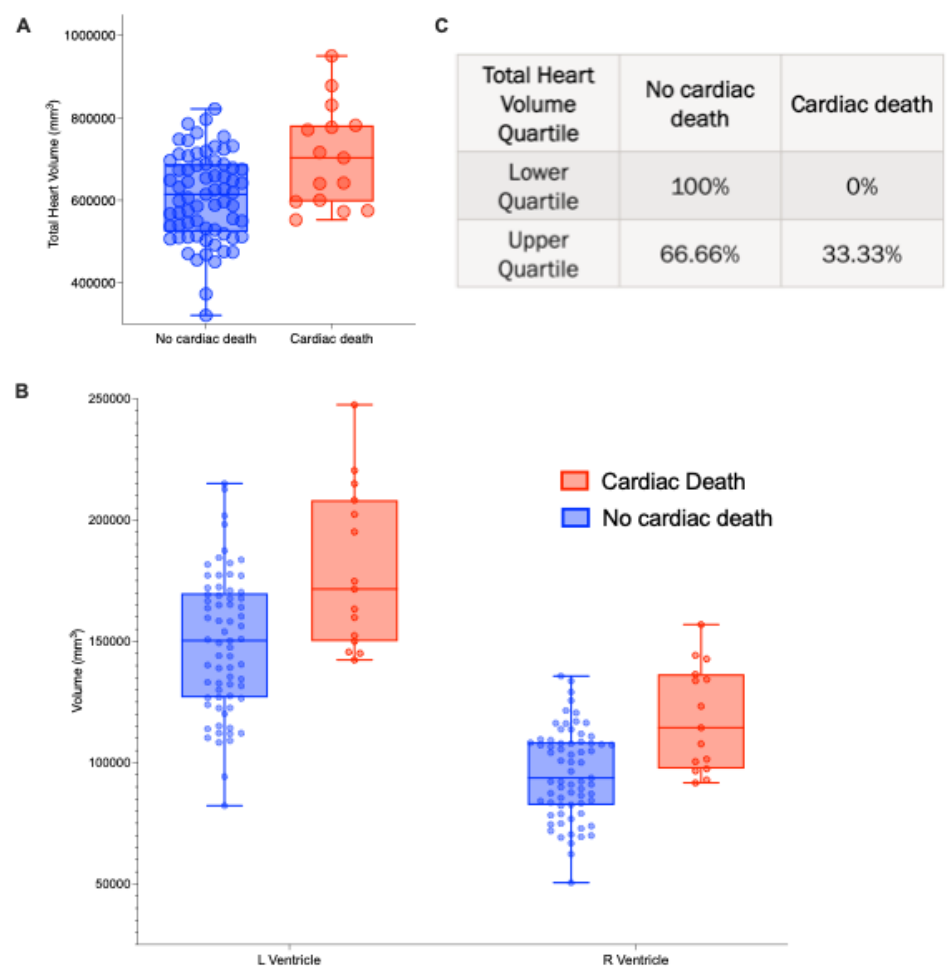 A
Total Heart Volume (mm³)
1000000
800000
600000
400000
No cardiac death
Cardiac death
C
Total Heart
Volume
Quartile
No cardiac
death
Cardiac death
Lower
Quartile
100%
0%
Upper
Quartile
66.66%
33.33%
B
Volume (mm³)
250000
200000
150000
100000
50000
L Ventricle
R Ventricle
Cardiac Death
No cardiac death